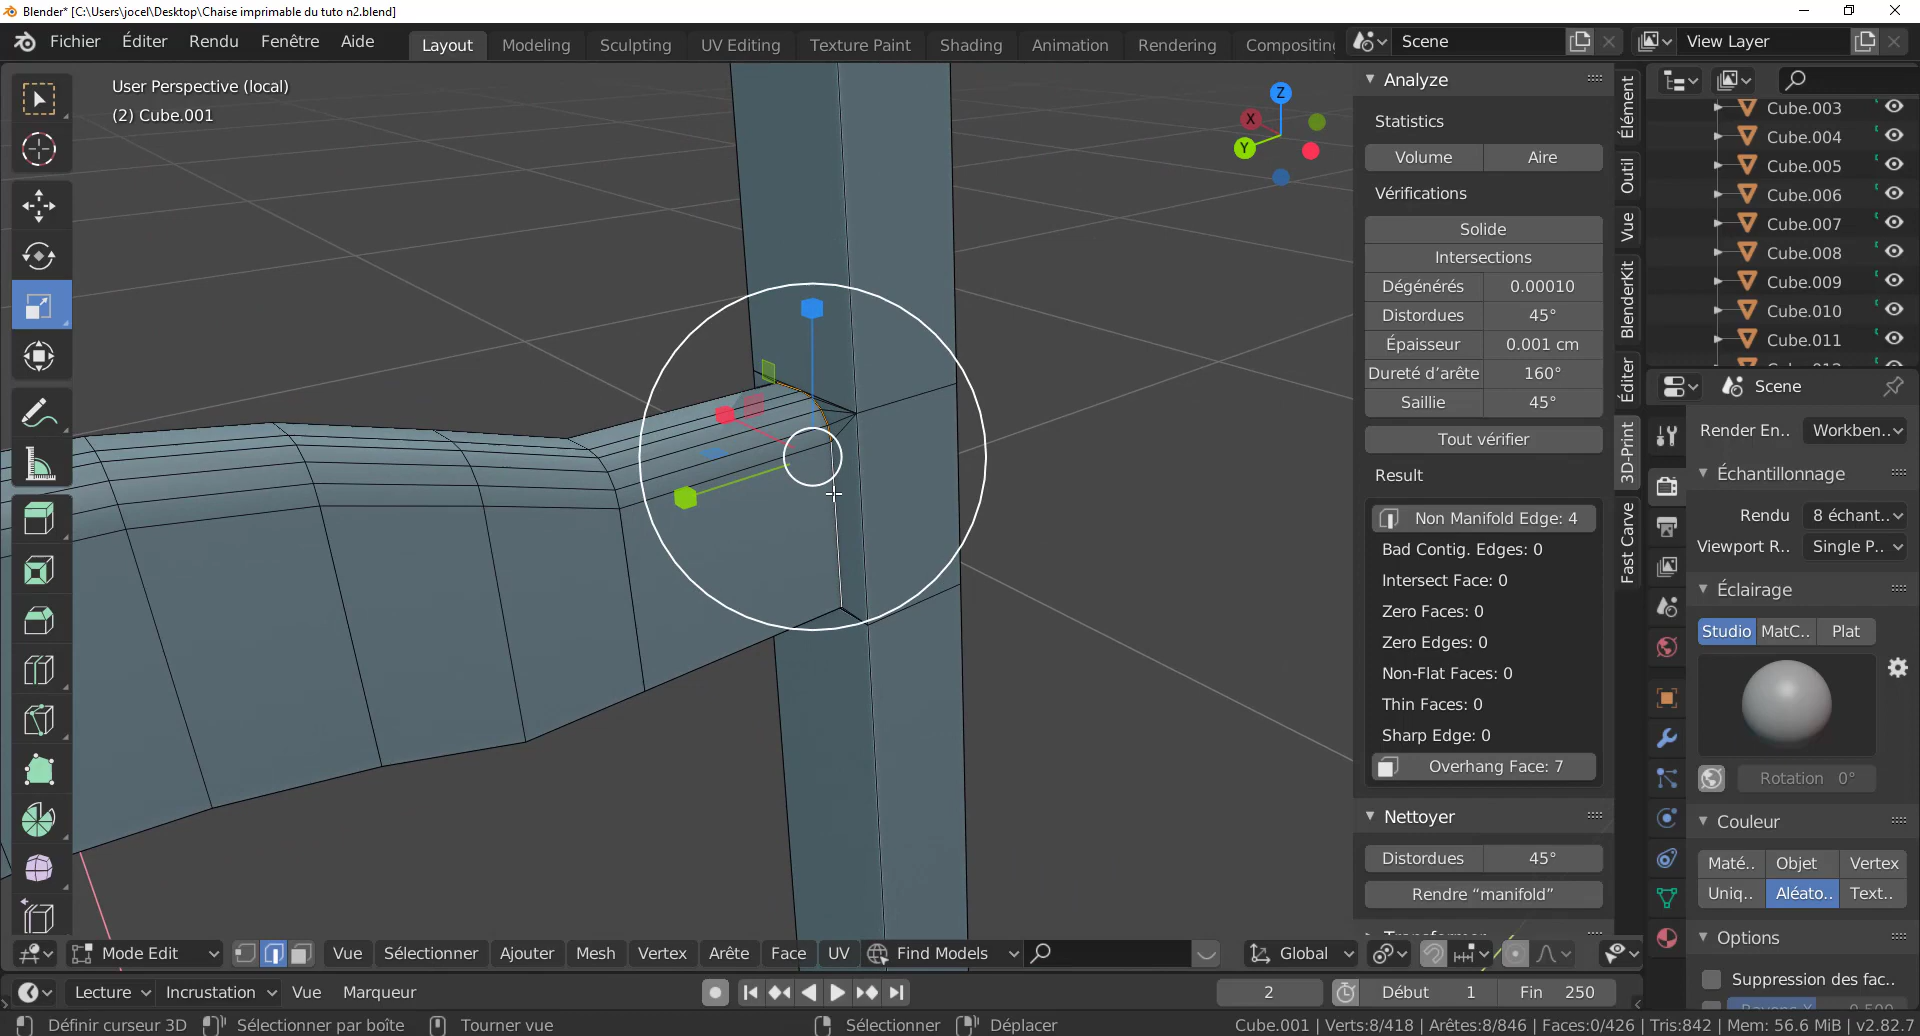 Blender* [C:\Users\jocel\Desktop\Chaise imprimable du tuto n2.blend]
Fichier Éditer Rendu Fenêtre Aide Layout Modeling Sculpting UV Editing Texture Paint Shading Animation Rendering Compositing Scene View Layer
User Perspective (local)
(2) Cube.001
Z
X
Y
Analyze
Statistics
Volume Aire
Vérifications
Solide
Intersections
Dégénérés 0.00010
Distordues 45°
Épaisseur 0.001 cm
Dureté d'arête 160°
Saillie 45°
Tout vérifier
Result
Non Manifold Edge: 4
Bad Contig. Edges: 0
Intersect Face: 0
Zero Faces: 0
Zero Edges: 0
Non-Flat Faces: 0
Thin Faces: 0
Sharp Edge: 0
Overhang Face: 7
Nettoyer
Distordues 45°
Rendre “manifold”
Transformer
Élément
Outil
Vue
BlenderKit
Éditer
3D-Print
Fast Carve
Cube.003
Cube.004
Cube.005
Cube.006
Cube.007
Cube.008
Cube.009
Cube.010
Cube.011
Scene
Render En.. Workben..
Échantillonnage
Rendu 8 échant..
Viewport R.. Single P..
Éclairage
Studio MatC.. Plat
Rotation 0°
Couleur
Maté.. Objet Vertex
Uniq.. Aléato.. Text..
Options
Suppression des fac..
Mode Edit Vue Sélectionner Ajouter Mesh Vertex Arête Face UV Find Models Global
Lecture Incrustation Vue Marqueur 2 Début 1 Fin 250
Définir curseur 3D Sélectionner par boîte Tourner vue Sélectionner Déplacer Cube.001 | Verts:8/418 | Arêtes:8/846 | Faces:0/426 | Tris:842 | Mem: 56.6 MiB | v2.82.7